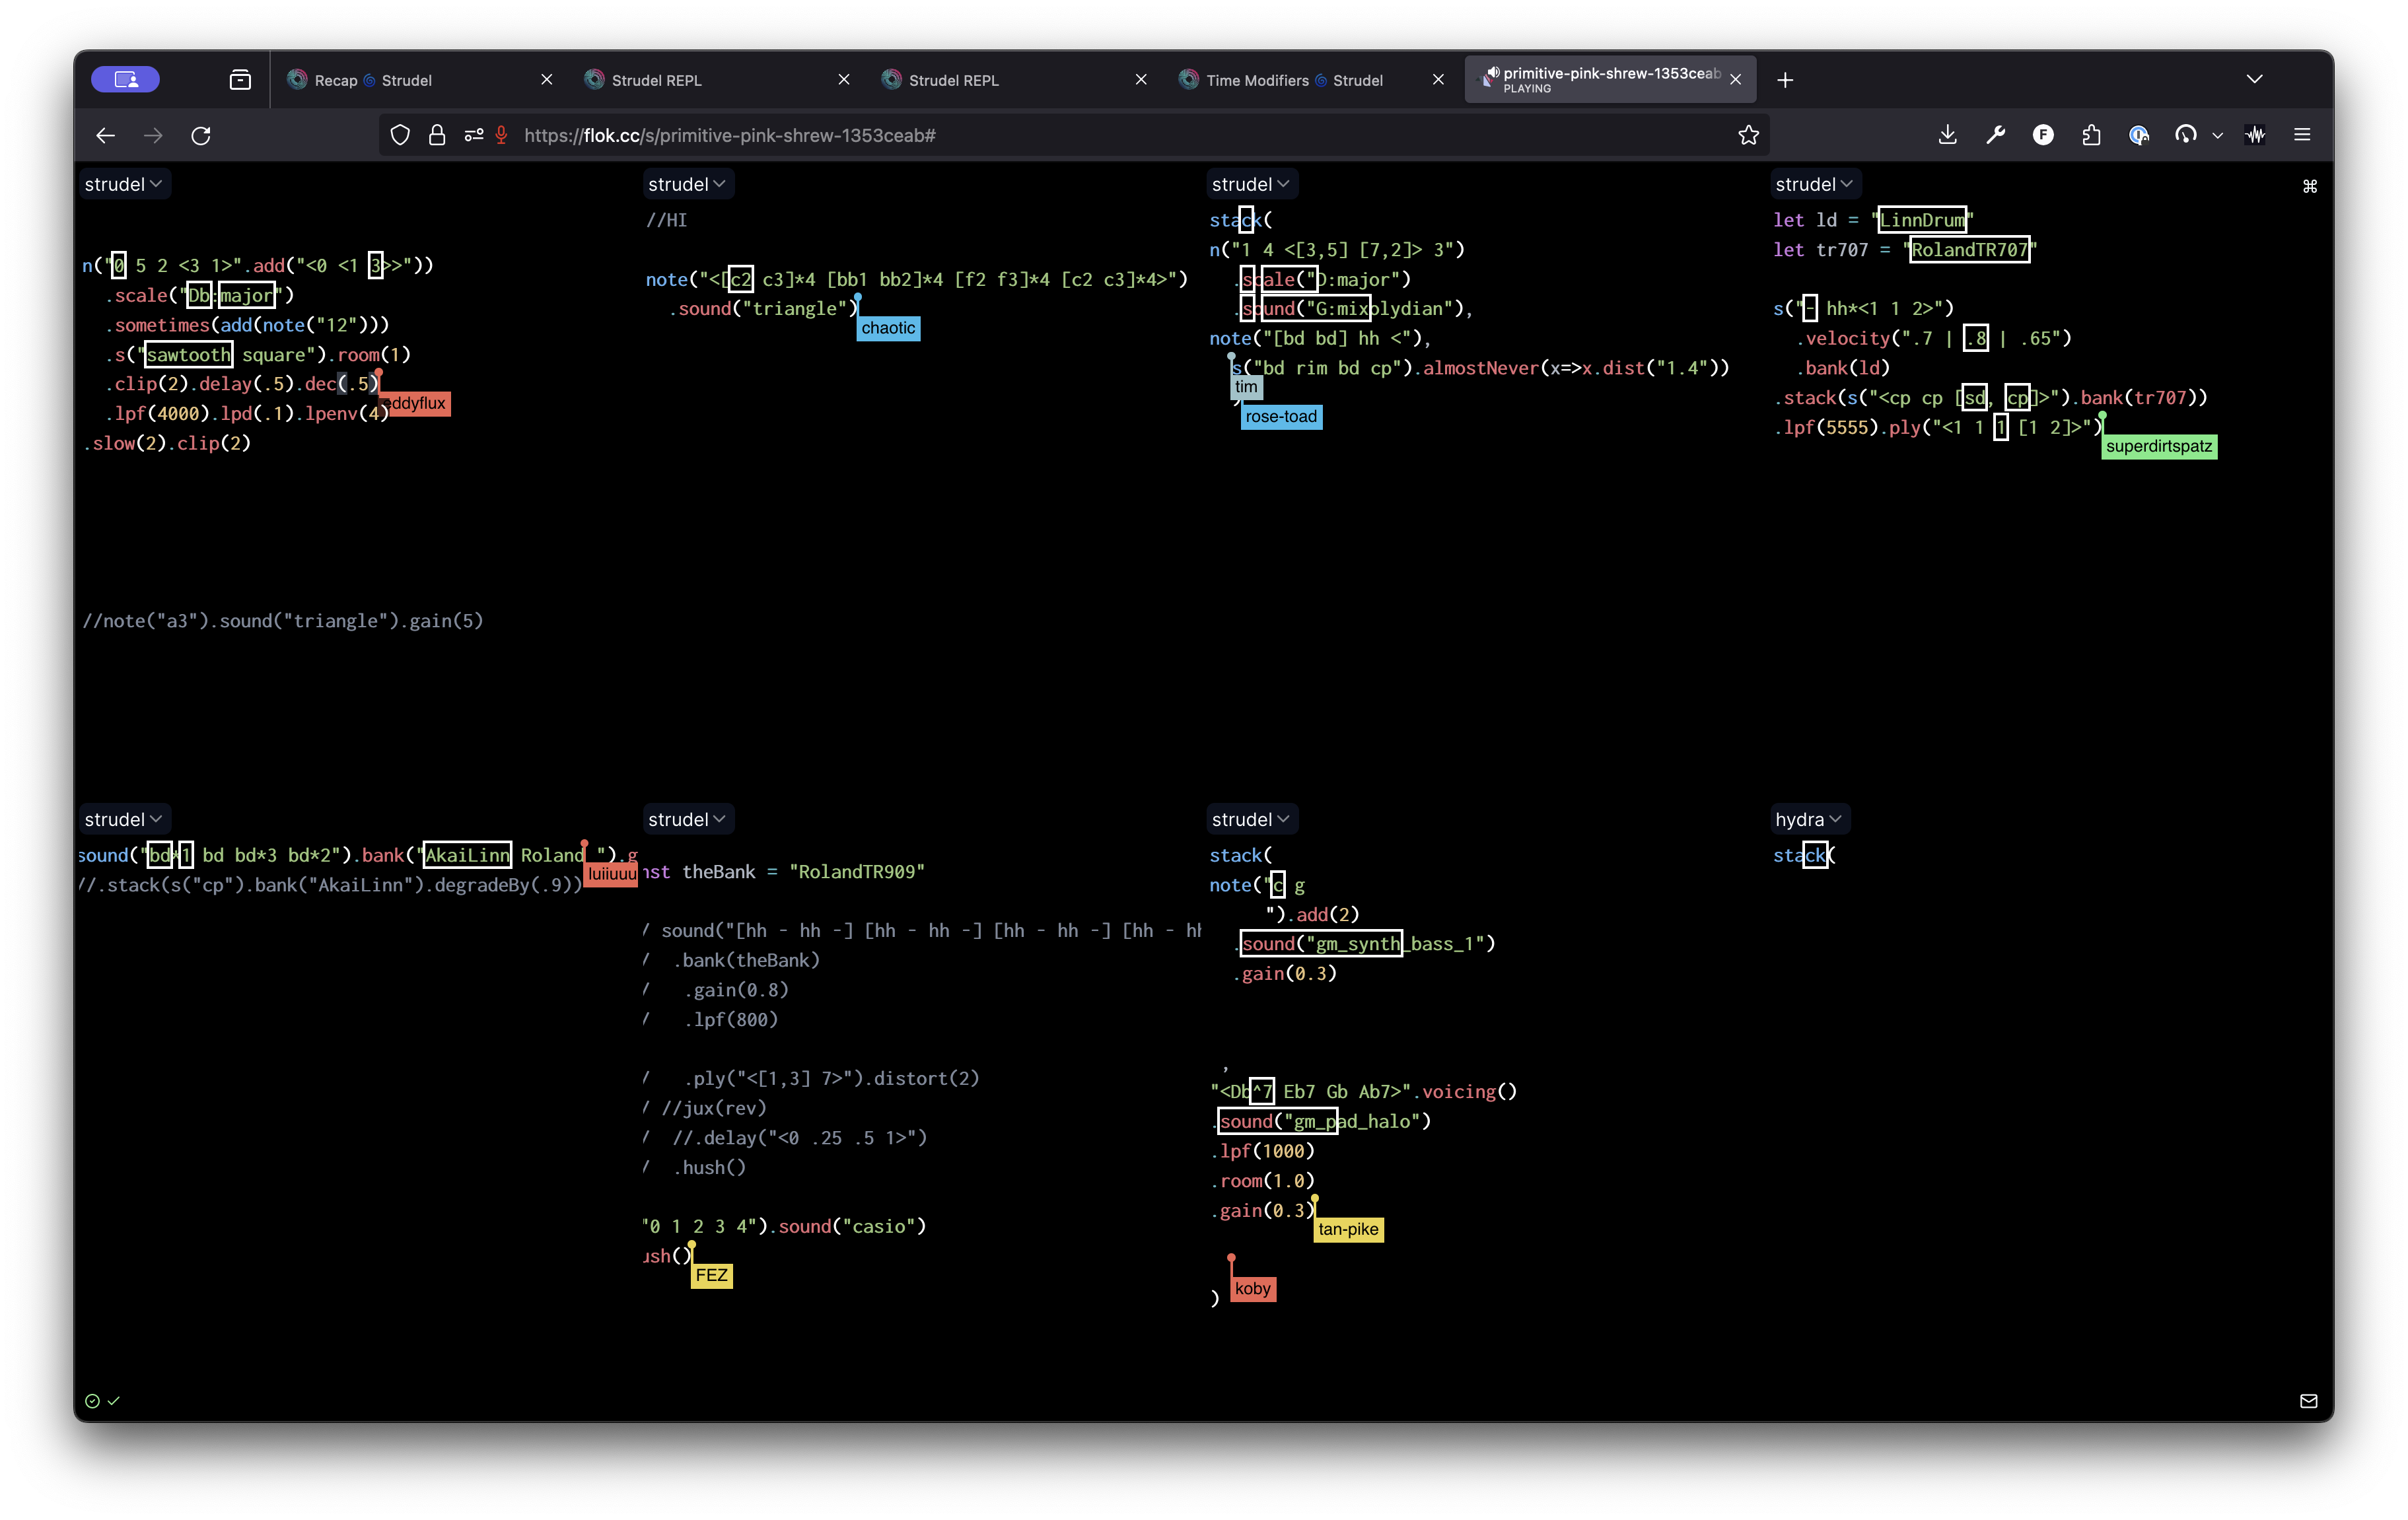 Recap Strudel
Strudel REPL
Strudel REPL
Time Modifiers Strudel
primitive-pink-shrew-1353ceab
PLAYING
https://flok.cc/s/primitive-pink-shrew-1353ceab#
strudel
n("0 5 2 <3 1>".add("<0 <1 3>>"))
.scale("Db:major")
.sometimes(add(note("12")))
.s("sawtooth square").room(1)
.clip(2).delay(.5).dec(.5)
eddyflux
.lpf(4000).lpd(.1).lpenv(4)
.slow(2).clip(2)
//note("a3").sound("triangle").gain(5)
strudel
//HI
note("<[c2 c3]*4 [bb1 bb2]*4 [f2 f3]*4 [c2 c3]*4>")
.sound("triangle")
chaotic
strudel
stack(
n("1 4 <[3,5] [7,2]> 3")
.scale("D:major")
.sound("G:mixolydian"),
note("[bd bd] hh <"),
s("bd rim bd cp").almostNever(x=>x.dist("1.4"))
tim
)
rose-toad
strudel
let ld = "LinnDrum"
let tr707 = "RolandTR707"
s("- hh*<1 1 2>")
.velocity(".7 | .8 | .65")
.bank(ld)
.stack(s("<cp cp [sd, cp]>").bank(tr707))
.lpf(5555).ply("<1 1 1 [1 2]>")
superdirtspatz
strudel
sound("bd*1 bd bd*3 bd*2").bank("AkaiLinn Roland ").g
//.stack(s("cp").bank("AkaiLinn").degradeBy(.9))
luiiuuu
strudel
nst theBank = "RolandTR909"
/ sound("[hh - hh -] [hh - hh -] [hh - hh -] [hh - hh
/ .bank(theBank)
/ .gain(0.8)
/ .lpf(800)
/ .ply("<[1,3] 7>").distort(2)
/ //jux(rev)
/ //.delay("<0 .25 .5 1>")
/ .hush()
"0 1 2 3 4").sound("casio")
ush()
FEZ
strudel
stack(
note("c g
").add(2)
.sound("gm_synth_bass_1")
.gain(0.3)
,
"<Db^7 Eb7 Gb Ab7>".voicing()
.sound("gm_pad_halo")
.lpf(1000)
.room(1.0)
.gain(0.3)
tan-pike
koby
)
hydra
stack(